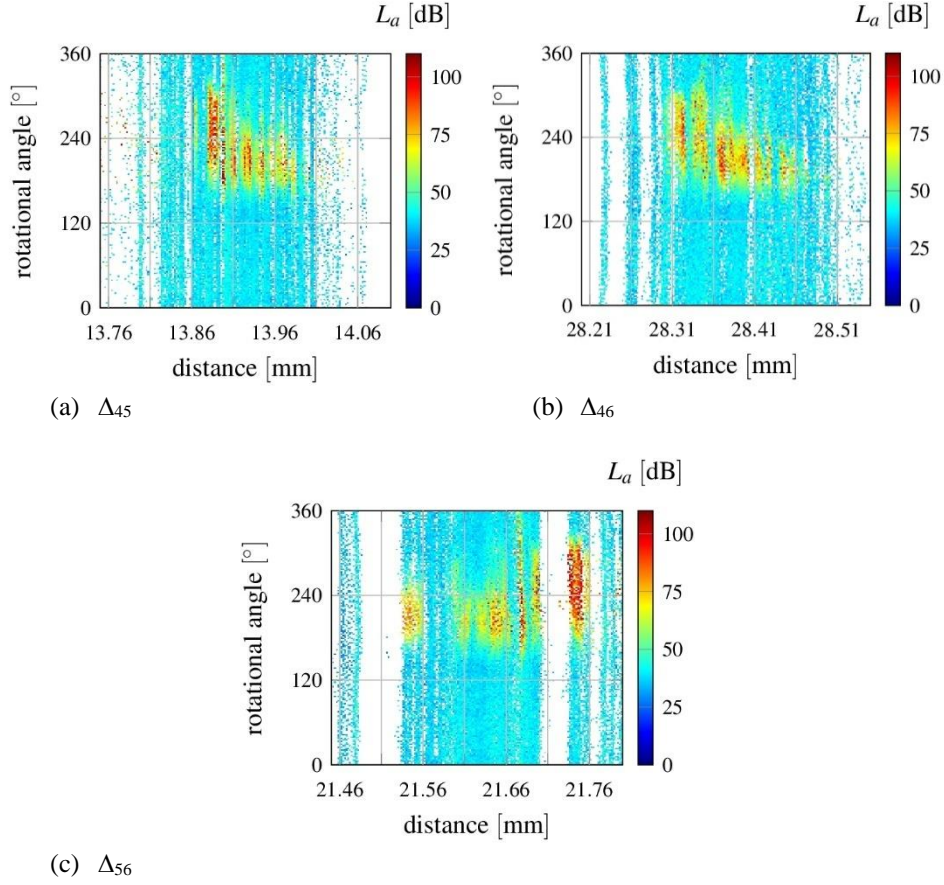 Lₐ [dB]
Lₐ [dB]
360
240
120
0
rotational angle [°]
100
75
50
25
0
13.76 13.86 13.96 14.06
distance [mm]
360
240
120
0
rotational angle [°]
100
75
50
25
0
28.21 28.31 28.41 28.51
distance [mm]
(a) Δ₄₅
(b) Δ₄₆
Lₐ [dB]
360
240
120
0
rotational angle [°]
100
75
50
25
0
21.46 21.56 21.66 21.76
distance [mm]
(c) Δ₅₆